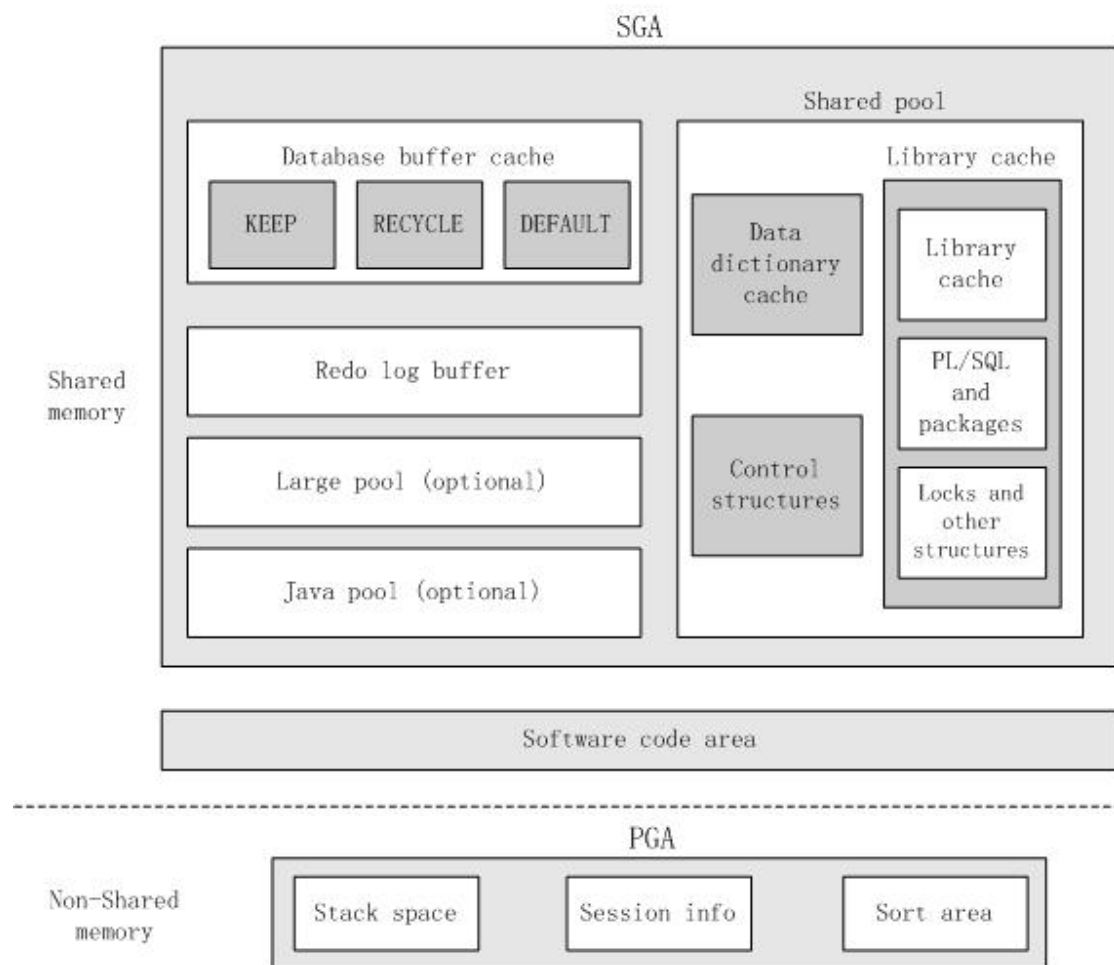 SGA
Shared pool
Database buffer cache
KEEP
RECYCLE
DEFAULT
Library cache
Data
dictionary
cache
Library
cache
Redo log buffer
PL/SQL
and
packages
Shared
memory
Large pool (optional)
Control
structures
Locks and
other
structures
Java pool (optional)
Software code area
PGA
Non-Shared
memory
Stack space
Session info
Sort area